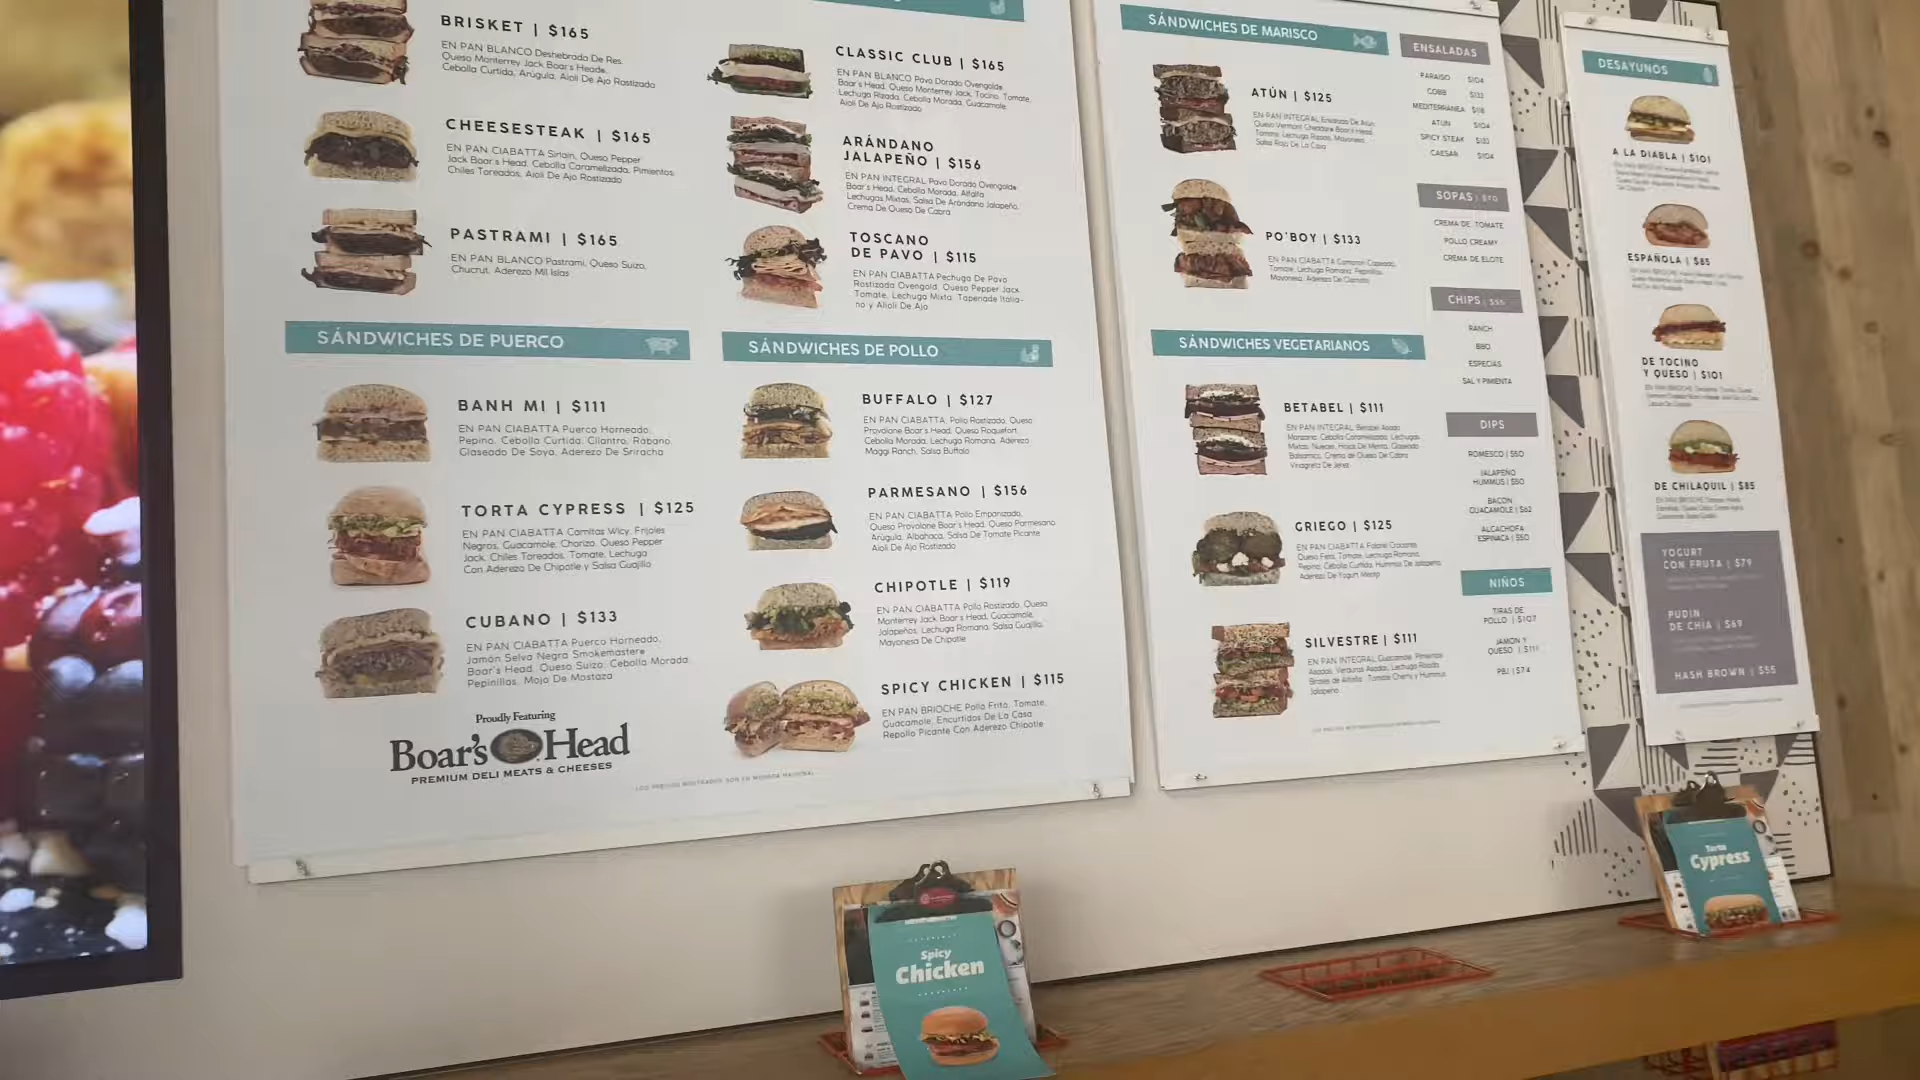 BRISKET | $165
EN PAN BLANCO Deshebrada De Res,
Queso Monterrey Jack Boar's Head®,
Cebolla Curtida, Arúgula, Aioli De Ajo Rostizado
CHEESESTEAK | $165
EN PAN CIABATTA Sirloin, Queso Pepper
Jack Boar's Head, Cebolla Caramelizada, Pimientos,
Chiles Toreados, Aioli De Ajo Rostizado
PASTRAMI | $165
EN PAN BLANCO Pastrami, Queso Suizo,
Chucrut, Aderezo Mil Islas
CLASSIC CLUB | $165
EN PAN BLANCO Pavo Dorado Ovengold®
Boar's Head, Queso Monterrey Jack, Tocino, Tomate,
Lechuga Rizada, Cebolla Morada, Guacamole
Aioli De Ajo Rostizado
ARÁNDANO
JALAPEÑO | $156
EN PAN INTEGRAL Pavo Dorado Ovengold®
Boar's Head, Cebolla Morada, Alfalfa
Lechugas Mixtas, Salsa De Arándano Jalapeño,
Crema De Queso De Cabra
TOSCANO
DE PAVO | $115
EN PAN CIABATTA Pechuga De Pavo
Rostizada Ovengold, Queso Pepper Jack
Tomate, Lechuga Mixta, Tapenade Italia-
no y Alioli De Ajo
SÁNDWICHES DE PUERCO
BANH MI | $111
EN PAN CIABATTA Puerco Horneado,
Pepino, Cebolla Curtida, Cilantro, Rábano,
Glaseado De Soya, Aderezo De Sriracha
TORTA CYPRESS | $125
EN PAN CIABATTA Carnitas Wicy, Frijoles
Negros, Guacamole, Chorizo, Queso Pepper
Jack, Chiles Toreados, Tomate, Lechuga
Con Aderezo De Chipotle y Salsa Guajillo
CUBANO | $133
EN PAN CIABATTA Puerco Horneado,
Jamón Selva Negra Smokemaster®
Boar's Head, Queso Suizo, Cebolla Morada,
Pepinillos, Mojo De Mostaza
Proudly Featuring
Boar's Head
PREMIUM DELI MEATS & CHEESES
SÁNDWICHES DE POLLO
BUFFALO | $127
EN PAN CIABATTA, Pollo Rostizado, Queso
Provolone Boar's Head, Queso Roquefort,
Cebolla Morada, Lechuga Romana, Aderezo
Maggi Ranch, Salsa Buffalo
PARMESANO | $156
EN PAN CIABATTA Pollo Empanizado,
Queso Provolone Boar's Head, Queso Parmesano
Arúgula, Albahaca, Salsa De Tomate Picante
Aioli De Ajo Rostizado
CHIPOTLE | $119
EN PAN CIABATTA Pollo Rostizado, Queso
Monterrey Jack Boar's Head, Guacamole,
Jalapeños, Lechuga Romana, Salsa Guajillo,
Mayonesa De Chipotle
SPICY CHICKEN | $115
EN PAN BRIOCHE Pollo Frito, Tomate,
Guacamole, Encurtidos De La Casa
Repollo Picante Con Aderezo Chipotle
LOS PRECIOS MOSTRADOS SON EN MONEDA NACIONAL
SÁNDWICHES DE MARISCO
ATÚN | $125
EN PAN INTEGRAL Ensalada De Atún
Queso Vermont Cheddar® Boar's Head
Tomate, Lechuga Rizada, Mayonesa
Salsa Roja De La Casa
PO'BOY | $133
EN PAN CIABATTA Camarón Capeado,
Tomate, Lechuga Romana, Pepinillos,
Mayonesa, Aderezo De
SÁNDWICHES VEGETARIANOS
BETABEL | $111
EN PAN INTEGRAL Betabel Asado
Manzana, Cebolla Caramelizada, Lechugas
Mixtas, Nueces, Hojas De Menta, Glaseado
Balsamico, Crema de Queso De Cabra
Vinagreta De Jerez
GRIEGO | $125
EN PAN CIABATTA Falafel
Queso Feta, Tomate, Lechuga Romana,
Pepino, Cebolla Curtida, Hummus De Jalapeño,
Aderezo De Yogurt
SILVESTRE | $111
EN PAN INTEGRAL Guacamole, Pimientos
Asados, Verduras Asadas, Lechuga Rizada
Brotes de Alfalfa, Tomate Cherry y Hummus
Jalapeño
ENSALADAS
PARAÍSO $104
COBB $133
MEDITERRÁNEA $118
ATÚN $104
SPICY STEAK $133
CAESAR $104
SOPAS | $70
CREMA DE TOMATE
POLLO CREAMY
CREMA DE ELOTE
CHIPS | $55
RANCH
BBQ
ESPECIAS
SAL Y PIMIENTA
DIPS
ROMESCO | $60
JALAPEÑO
HUMMUS | $50
BACON
GUACAMOLE | $62
ALCACHOFA
ESPINACA | $60
NIÑOS
TIRAS DE
POLLO | $107
JAMÓN Y
QUESO | $111
PBJ | $74
DESAYUNOS
A LA DIABLA | $101
ESPAÑOLA | $85
DE TOCINO
Y QUESO | $101
DE CHILAQUIL | $85
YOGURT
CON FRUTA | $79
PUDIN
DE CHIA | $69
HASH BROWN | $55
Spicy
Chicken
Torta
Cypress